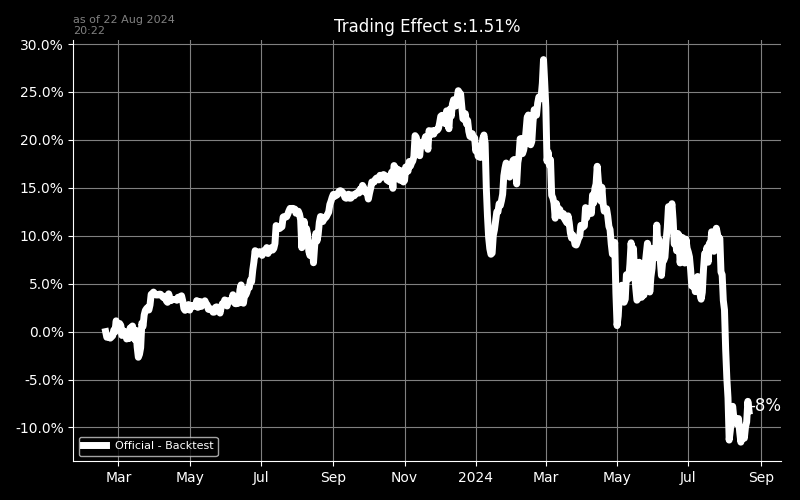 as of 22 Aug 2024
20:22
Trading Effect s:1.51%
30.0%
25.0%
20.0%
15.0%
10.0%
5.0%
0.0%
-5.0%
-10.0%
-8%
Official - Backtest
Mar
May
Jul
Sep
Nov
2024
Mar
May
Jul
Sep